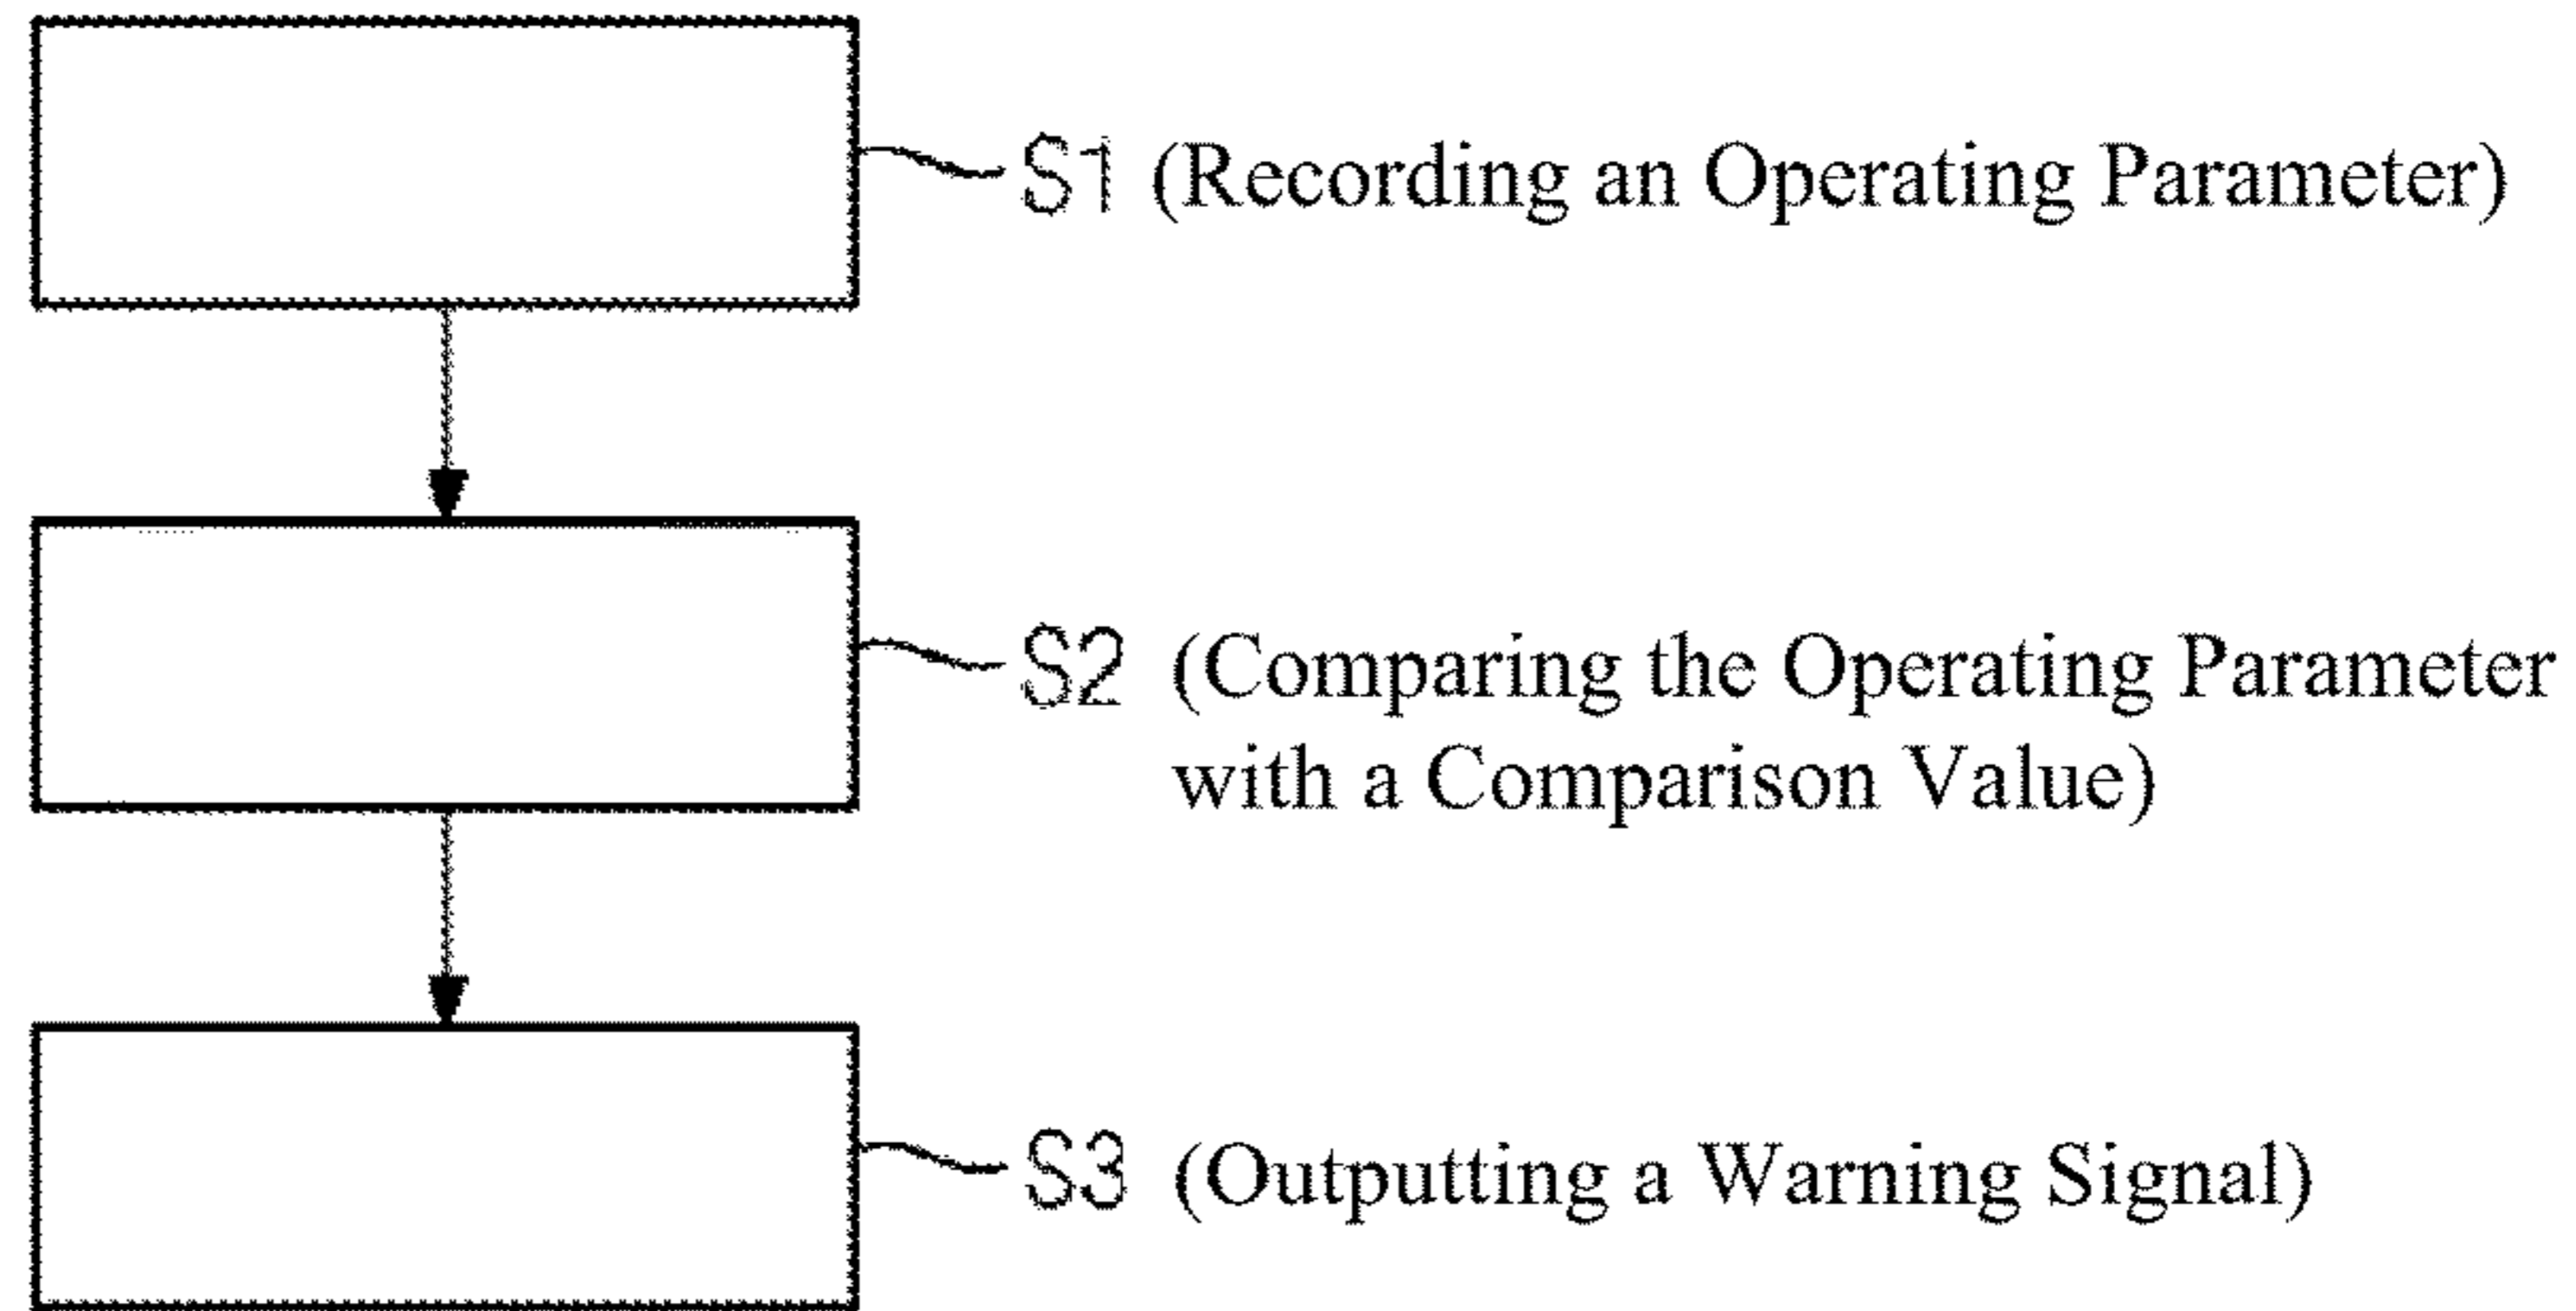 S1 (Recording an Operating Parameter)
S2 (Comparing the Operating Parameter
with a Comparison Value)
S3 (Outputting a Warning Signal)